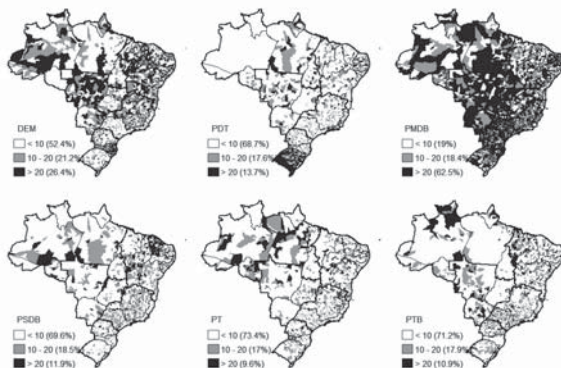 DEM
< 10 (52.4%)
10 - 20 (21.2%)
> 20 (26.4%)
PDT
< 10 (68.7%)
10 - 20 (17.6%)
> 20 (13.7%)
PMDB
< 10 (19%)
10 - 20 (18.4%)
> 20 (62.5%)
PSDB
< 10 (69.6%)
10 - 20 (18.5%)
> 20 (11.9%)
PT
< 10 (73.4%)
10 - 20 (17%)
> 20 (9.6%)
PTB
< 10 (71.2%)
10 - 20 (17.9%)
> 20 (10.9%)